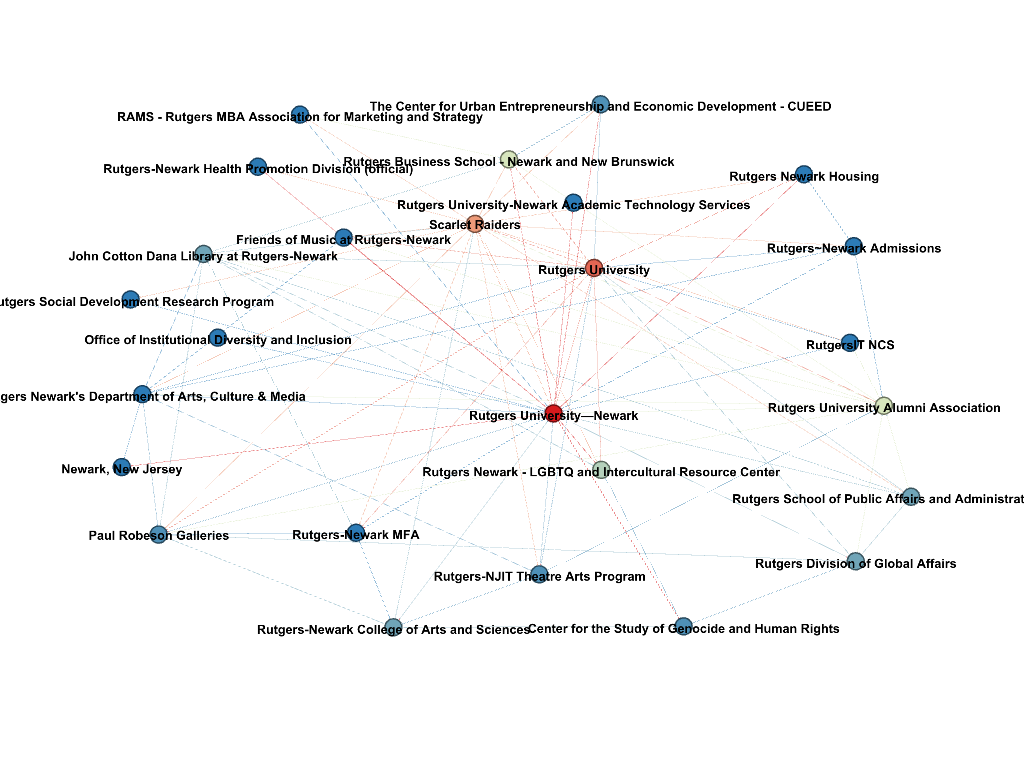 The Center for Urban Entrepreneurship and Economic Development - CUEED
RAMS - Rutgers MBA Association for Marketing and Strategy
Rutgers Business School - Newark and New Brunswick
Rutgers-Newark Health Promotion Division (official)
Rutgers Newark Housing
Rutgers University-Newark Academic Technology Services
Scarlet Raiders
Friends of Music at Rutgers-Newark
Rutgers~Newark Admissions
John Cotton Dana Library at Rutgers-Newark
Rutgers University
utgers Social Development Research Program
Office of Institutional Diversity and Inclusion
RutgersIT NCS
gers Newark's Department of Arts, Culture & Media
Rutgers University Alumni Association
Rutgers University—Newark
Newark, New Jersey
Rutgers Newark - LGBTQ and Intercultural Resource Center
Rutgers School of Public Affairs and Administrat
Paul Robeson Galleries
Rutgers-Newark MFA
Rutgers Division of Global Affairs
Rutgers-NJIT Theatre Arts Program
Rutgers-Newark College of Arts and Sciences
Center for the Study of Genocide and Human Rights